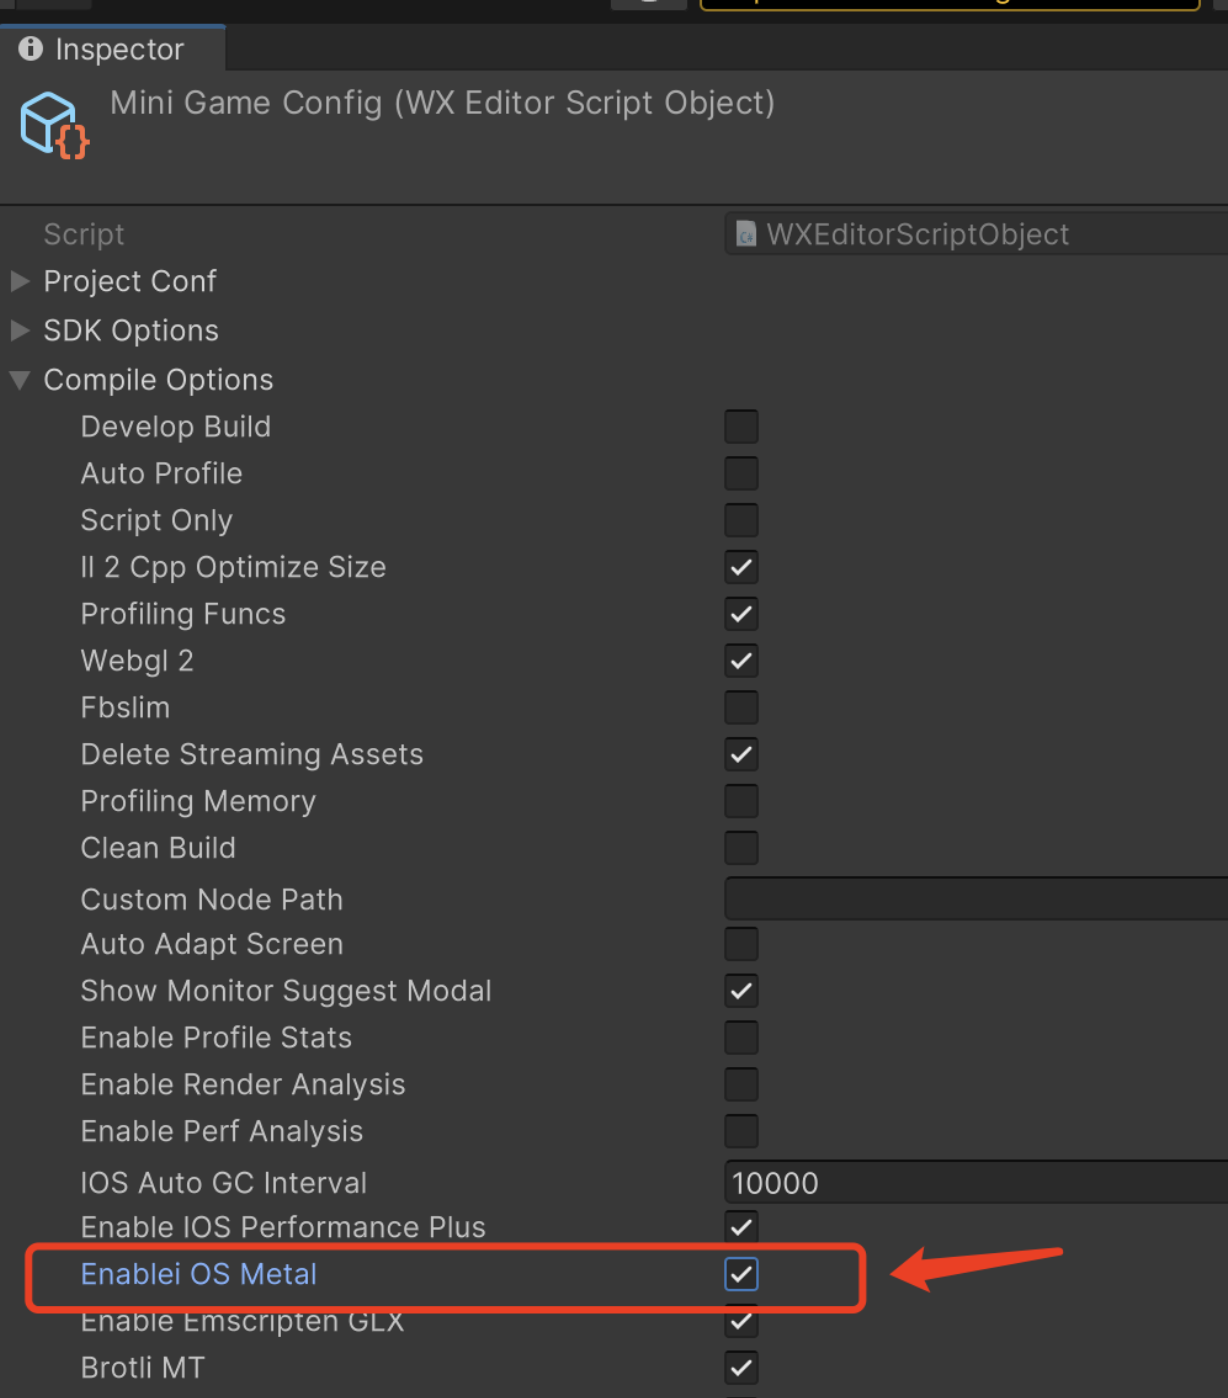 Inspector
Mini Game Config (WX Editor Script Object)
Script
WXEditorScriptObject
Project Conf
SDK Options
Compile Options
Develop Build
Auto Profile
Script Only
Il 2 Cpp Optimize Size
Profiling Funcs
Webgl 2
Fbslim
Delete Streaming Assets
Profiling Memory
Clean Build
Custom Node Path
Auto Adapt Screen
Show Monitor Suggest Modal
Enable Profile Stats
Enable Render Analysis
Enable Perf Analysis
IOS Auto GC Interval
10000
Enable IOS Performance Plus
Enablei OS Metal
Enable Emscripten GLX
Brotli MT